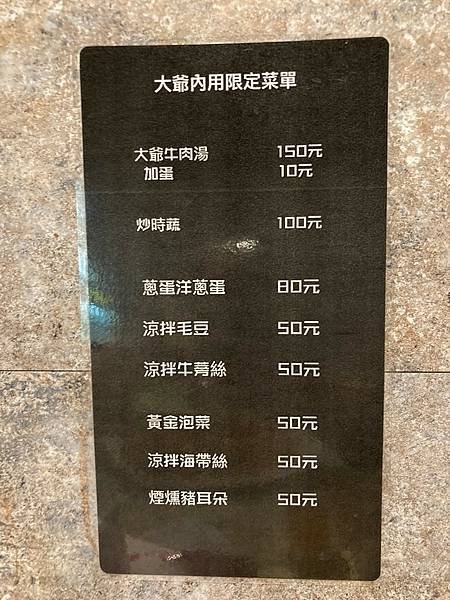 大爺內用限定菜單
大爺牛肉湯 150元
加蛋 10元
炒時蔬 100元
蔥蛋洋蔥蛋 80元
涼拌毛豆 50元
涼拌牛蒡絲 50元
黃金泡菜 50元
涼拌海帶絲 50元
煙燻豬耳朵 50元